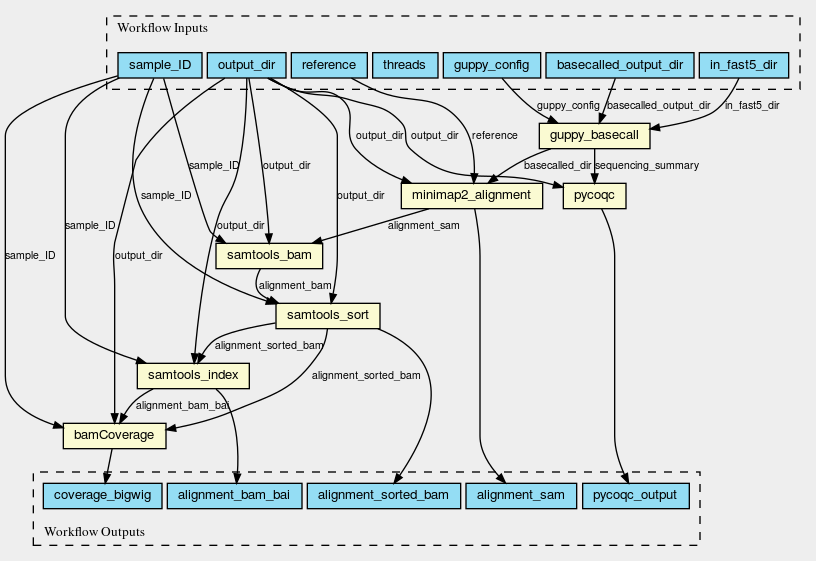 Workflow Inputs
sample_ID
output_dir
reference
threads
guppy_config
basecalled_output_dir
in_fast5_dir
guppy_config
basecalled_output_dir
in_fast5_dir
output_dir
output_dir
reference
guppy_basecall
sample_ID
output_dir
basecalled_dir
sequencing_summary
sample_ID
output_dir
minimap2_alignment
pycoqc
sample_ID
output_dir
alignment_sam
sample_ID
output_dir
samtools_bam
alignment_bam
samtools_sort
alignment_sorted_bam
samtools_index
alignment_sorted_bam
alignment_bam_bai
bamCoverage
coverage_bigwig
alignment_bam_bai
alignment_sorted_bam
alignment_sam
pycoqc_output
Workflow Outputs